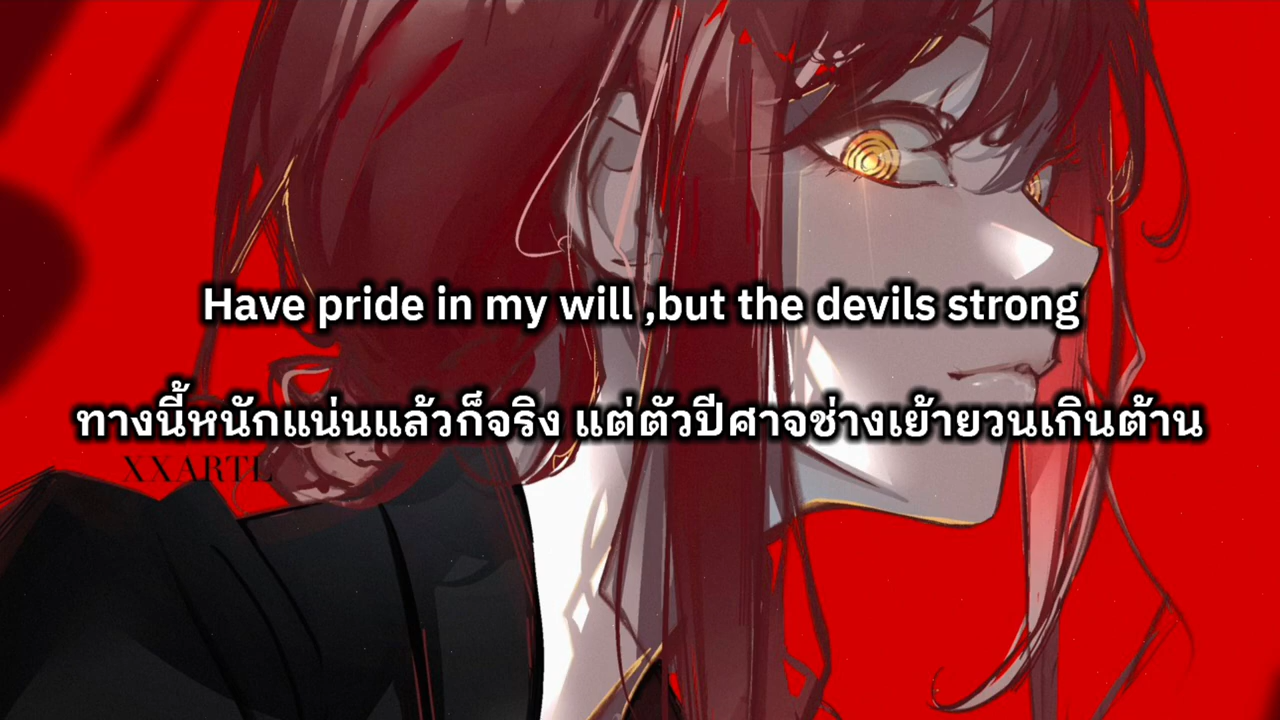 Have pride in my will ,but the devils strong
ทางนี้หนักแน่นแล้วก็จริง แต่ตัวปีศาจช่างเย้ายวนเกินต้าน
XXARTL